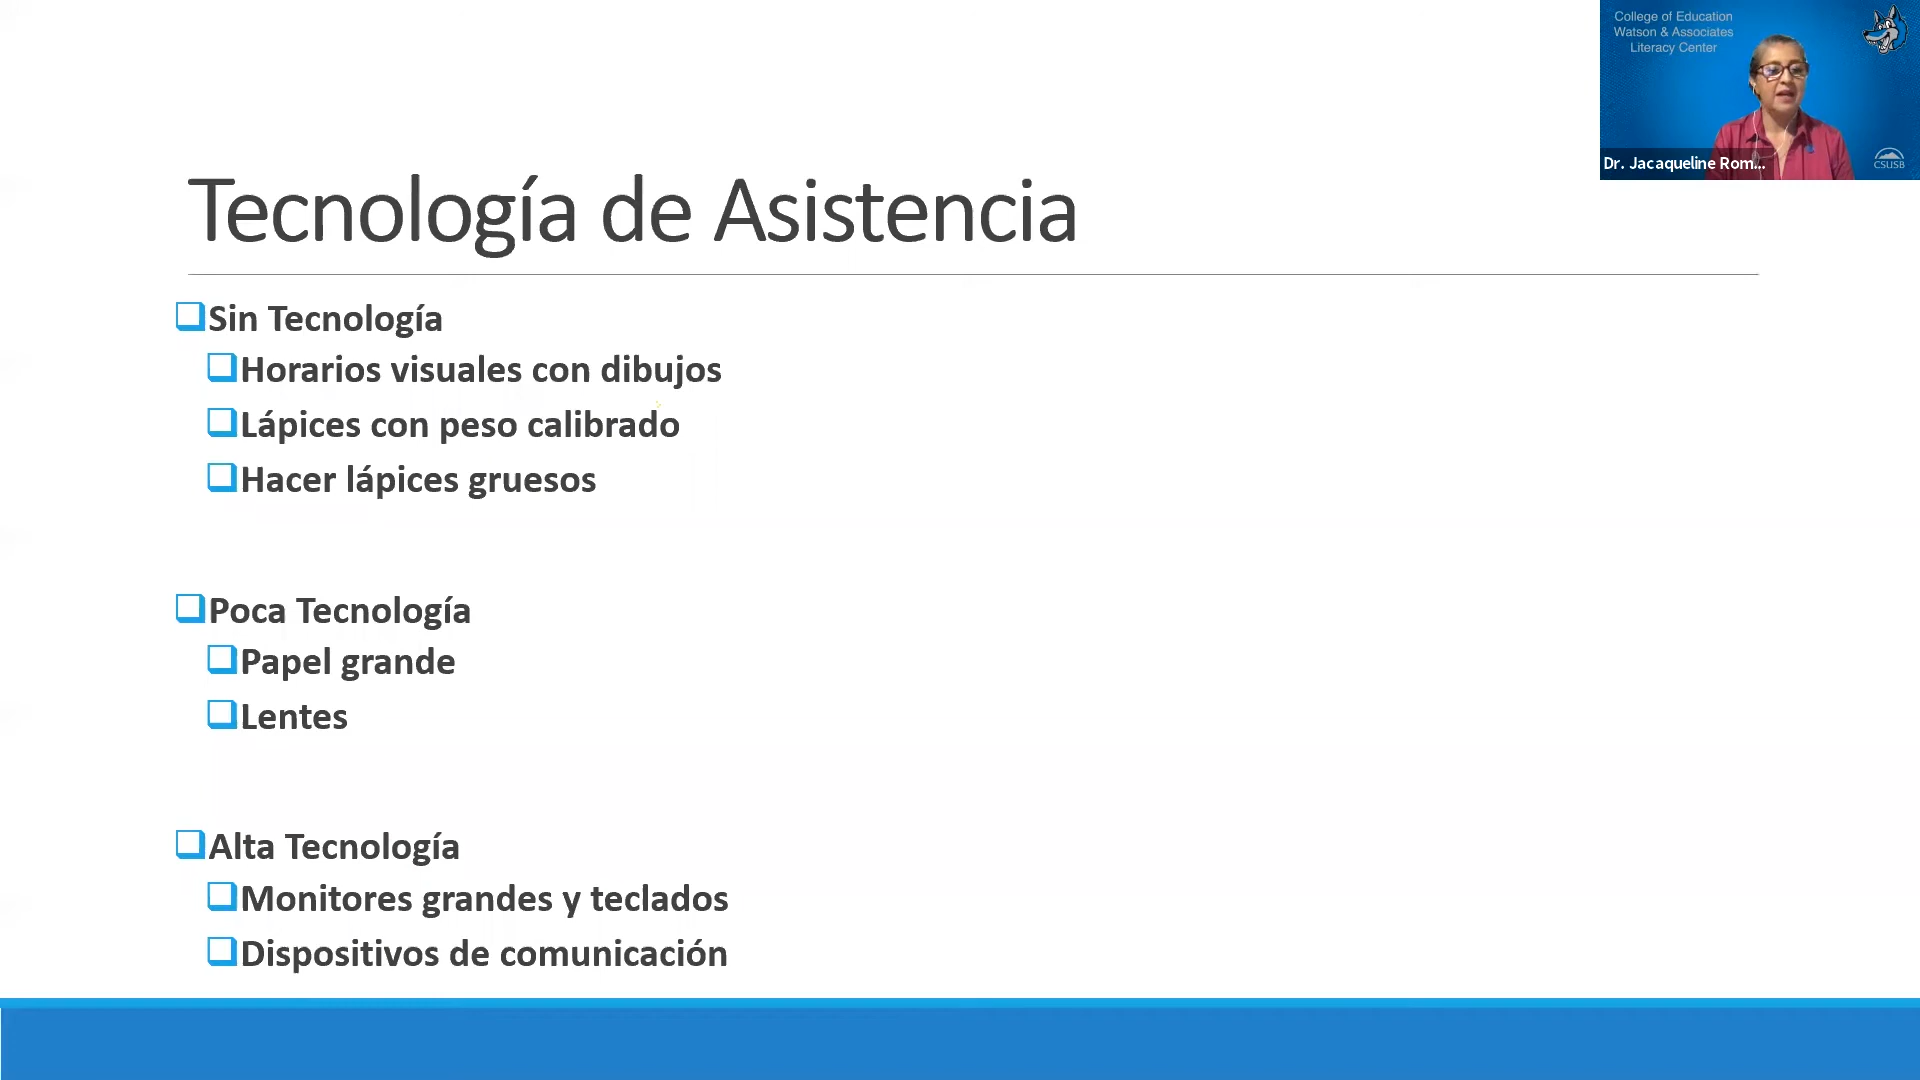 College of Education
Watson & Associates
Literacy Center
Dr. Jacaqueline Rom...
CSUSB
Tecnología de Asistencia
Sin Tecnología
Horarios visuales con dibujos
Lápices con peso calibrado
Hacer lápices gruesos
Poca Tecnología
Papel grande
Lentes
Alta Tecnología
Monitores grandes y teclados
Dispositivos de comunicación